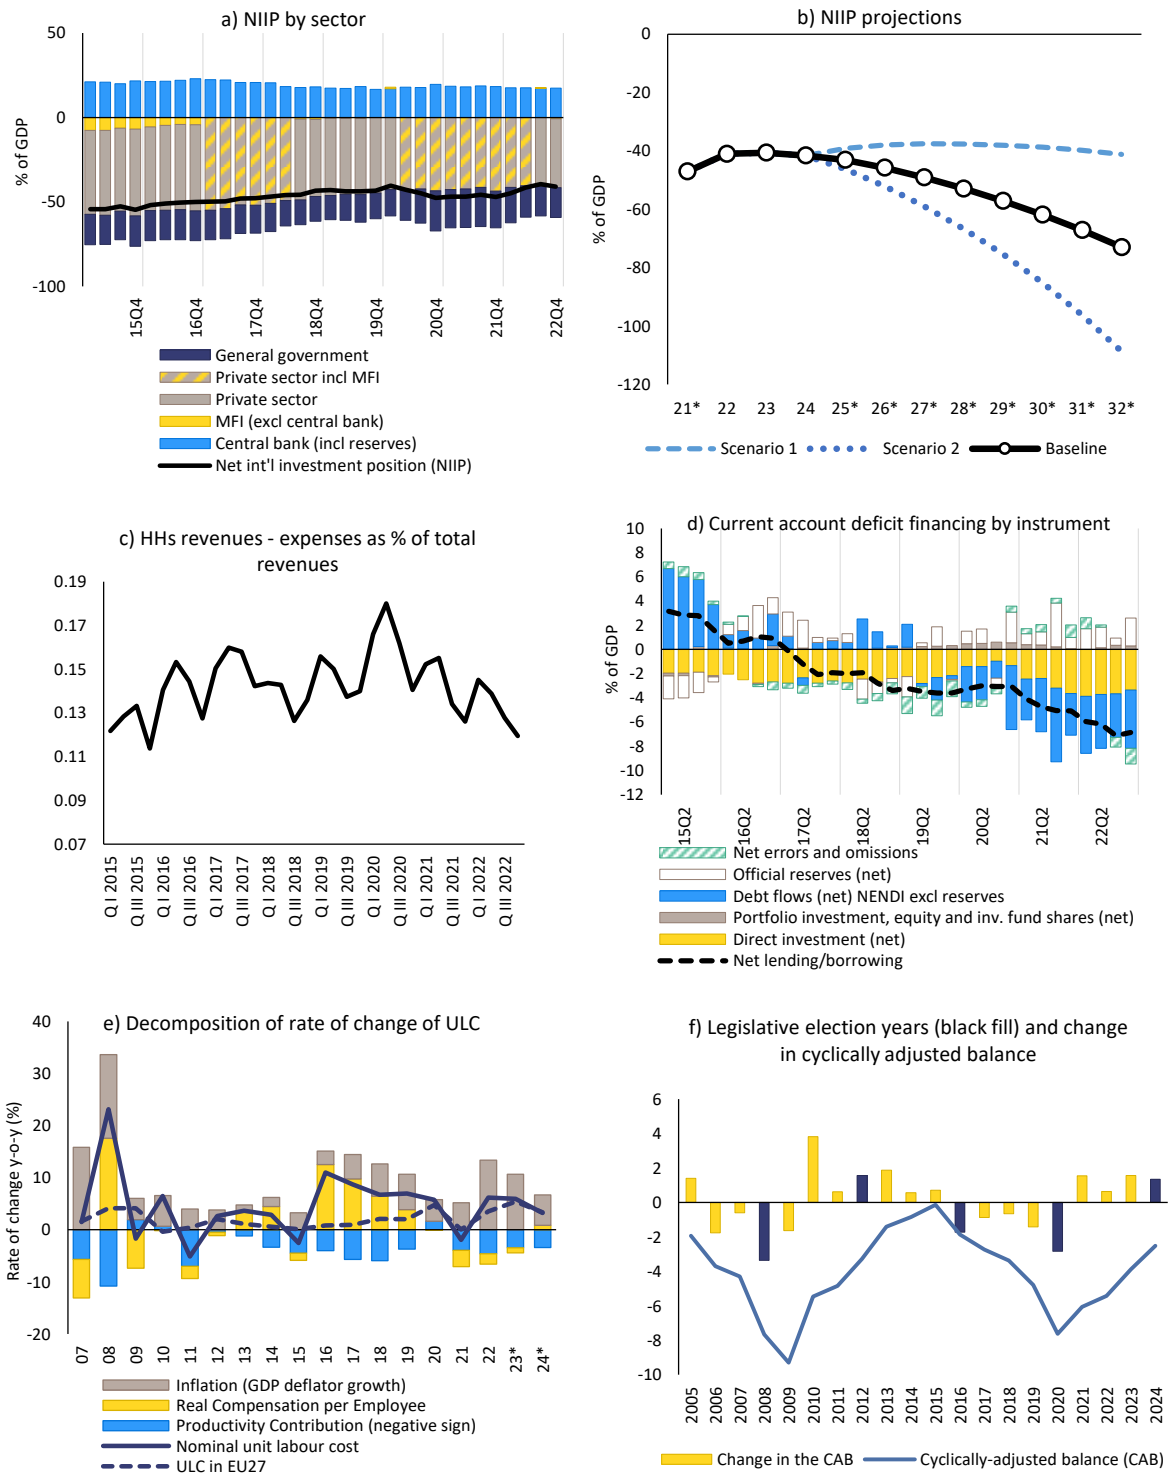 a) NIIP by sector
% of GDP
50
0
-50
-100
15Q4
16Q4
17Q4
18Q4
19Q4
20Q4
21Q4
22Q4
General government
Private sector incl MFI
Private sector
MFI (excl central bank)
Central bank (incl reserves)
Net int'l investment position (NIIP)
b) NIIP projections
% of GDP
0
-20
-40
-60
-80
-100
-120
21* 22 23 24 25* 26* 27* 28* 29* 30* 31* 32*
Scenario 1 Scenario 2 Baseline
c) HHs revenues - expenses as % of total
revenues
0.19
0.17
0.15
0.13
0.11
0.09
0.07
Q I 2015
Q III 2015
Q I 2016
Q III 2016
Q I 2017
Q III 2017
Q I 2018
Q III 2018
Q I 2019
Q III 2019
Q I 2020
Q III 2020
Q I 2021
Q III 2021
Q I 2022
Q III 2022
d) Current account deficit financing by instrument
% of GDP
10
8
6
4
2
0
-2
-4
-6
-8
-10
-12
15Q2
16Q2
17Q2
18Q2
19Q2
20Q2
21Q2
22Q2
Net errors and omissions
Official reserves (net)
Debt flows (net) NENDI excl reserves
Portfolio investment, equity and inv. fund shares (net)
Direct investment (net)
Net lending/borrowing
e) Decomposition of rate of change of ULC
Rate of change y-o-y (%)
40
30
20
10
0
-10
-20
07
08
09
10
11
12
13
14
15
16
17
18
19
20
21
22
23*
24*
Inflation (GDP deflator growth)
Real Compensation per Employee
Productivity Contribution (negative sign)
Nominal unit labour cost
ULC in EU27
f) Legislative election years (black fill) and change
in cyclically adjusted balance
6
4
2
0
-2
-4
-6
-8
-10
2005
2006
2007
2008
2009
2010
2011
2012
2013
2014
2015
2016
2017
2018
2019
2020
2021
2022
2023
2024
Change in the CAB Cyclically-adjusted balance (CAB)